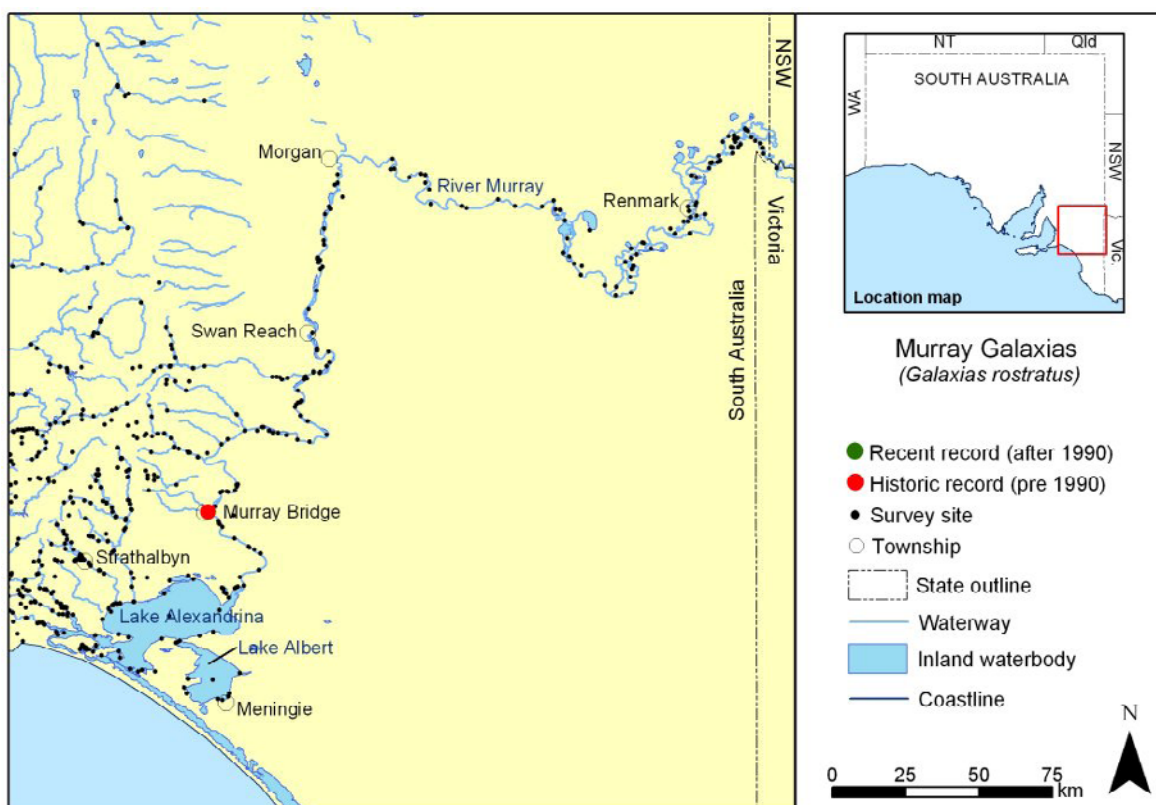 NSW
Morgan
River Murray
Renmark
Victoria
Swan Reach
South Australia
Murray Bridge
Strathalbyn
Lake Alexandrina
Lake Albert
Meningie
NT
Qld
SOUTH AUSTRALIA
WA
NSW
Vic.
Location map
Murray Galaxias
(Galaxias rostratus)
Recent record (after 1990)
Historic record (pre 1990)
Survey site
Township
State outline
Waterway
Inland waterbody
Coastline
N
0 25 50 75
km